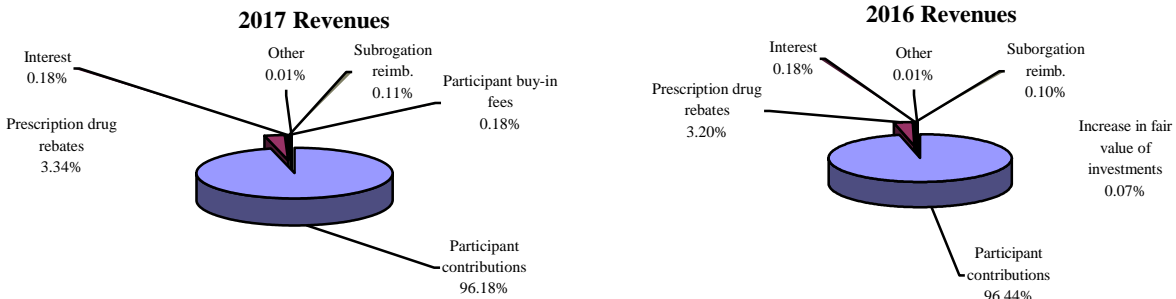 2017 Revenues
Interest
0.18%
Other
0.01%
Subrogation
reimb.
0.11%
Participant buy-in
fees
0.18%
Prescription drug
rebates
3.34%
Participant
contributions
96.18%
2016 Revenues
Interest
0.18%
Other
0.01%
Suborgation
reimb.
0.10%
Prescription drug
rebates
3.20%
Increase in fair
value of
investments
0.07%
Participant
contributions
96.44%